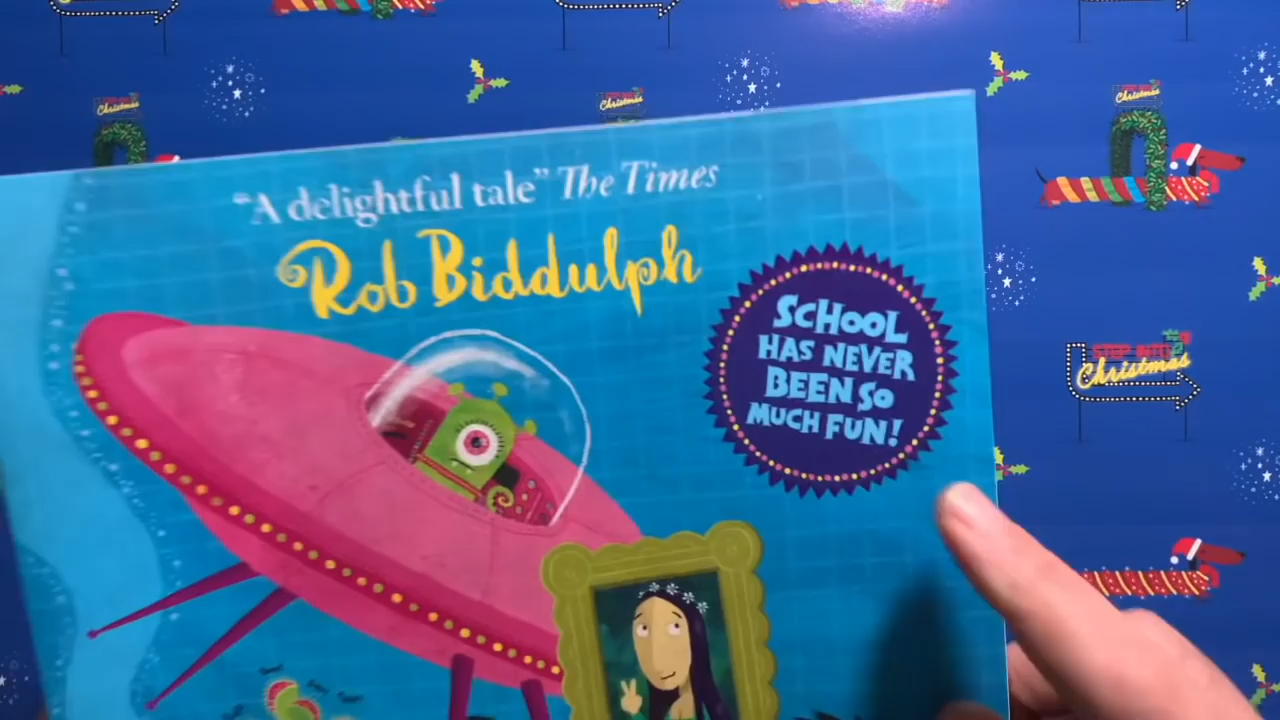 "A delightful tale" The Times
Rob Biddulph
SCHOOL
HAS NEVER
BEEN SO
MUCH FUN!
Christmas
Christmas
Christmas
Christmas